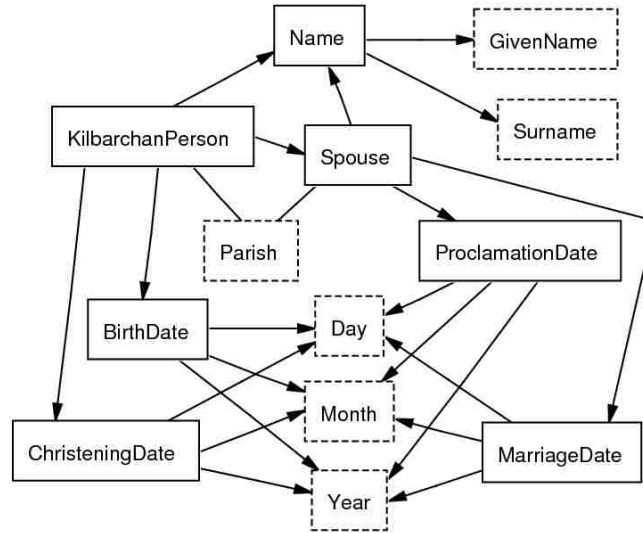 Name
GivenName
KilbarchanPerson
Surname
Spouse
Parish
ProclamationDate
BirthDate
Day
Month
ChristeningDate
MarriageDate
Year